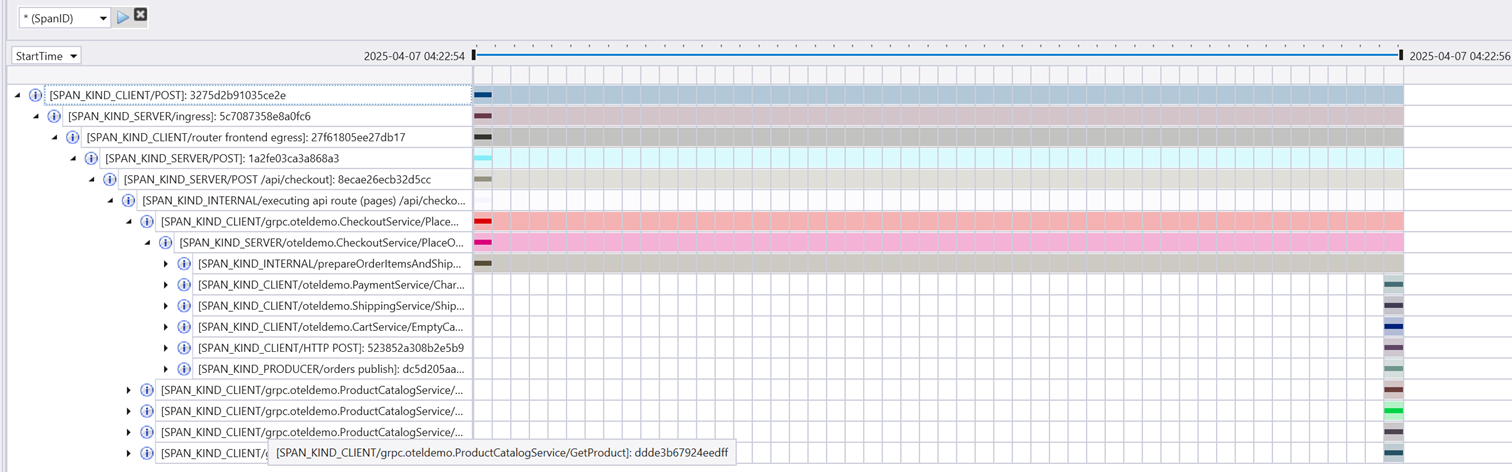 * (SpanID)
StartTime 2025-04-07 04:22:54 2025-04-07 04:22:56
[SPAN_KIND_CLIENT/POST]: 3275d2b91035ce2e
[SPAN_KIND_SERVER/ingress]: 5c7087358e8a0fc6
[SPAN_KIND_CLIENT/router frontend egress]: 27f61805ee27db17
[SPAN_KIND_SERVER/POST]: 1a2fe03ca3a868a3
[SPAN_KIND_SERVER/POST /api/checkout]: 8ecae26ecb32d5cc
[SPAN_KIND_INTERNAL/executing api route (pages) /api/checko...
[SPAN_KIND_CLIENT/grpc.oteldemo.CheckoutService/Place...
[SPAN_KIND_SERVER/oteldemo.CheckoutService/PlaceO...
[SPAN_KIND_INTERNAL/prepareOrderItemsAndShip...
[SPAN_KIND_CLIENT/oteldemo.PaymentService/Char...
[SPAN_KIND_CLIENT/oteldemo.ShippingService/Ship...
[SPAN_KIND_CLIENT/oteldemo.CartService/EmptyCa...
[SPAN_KIND_CLIENT/HTTP POST]: 523852a308b2e5b9
[SPAN_KIND_PRODUCER/orders publish]: dc5d205aa...
[SPAN_KIND_CLIENT/grpc.oteldemo.ProductCatalogService/...
[SPAN_KIND_CLIENT/grpc.oteldemo.ProductCatalogService/...
[SPAN_KIND_CLIENT/grpc.oteldemo.ProductCatalogService/...
[SPAN_KIND_CLIENT/ [SPAN_KIND_CLIENT/grpc.oteldemo.ProductCatalogService/GetProduct]: ddde3b67924eedff